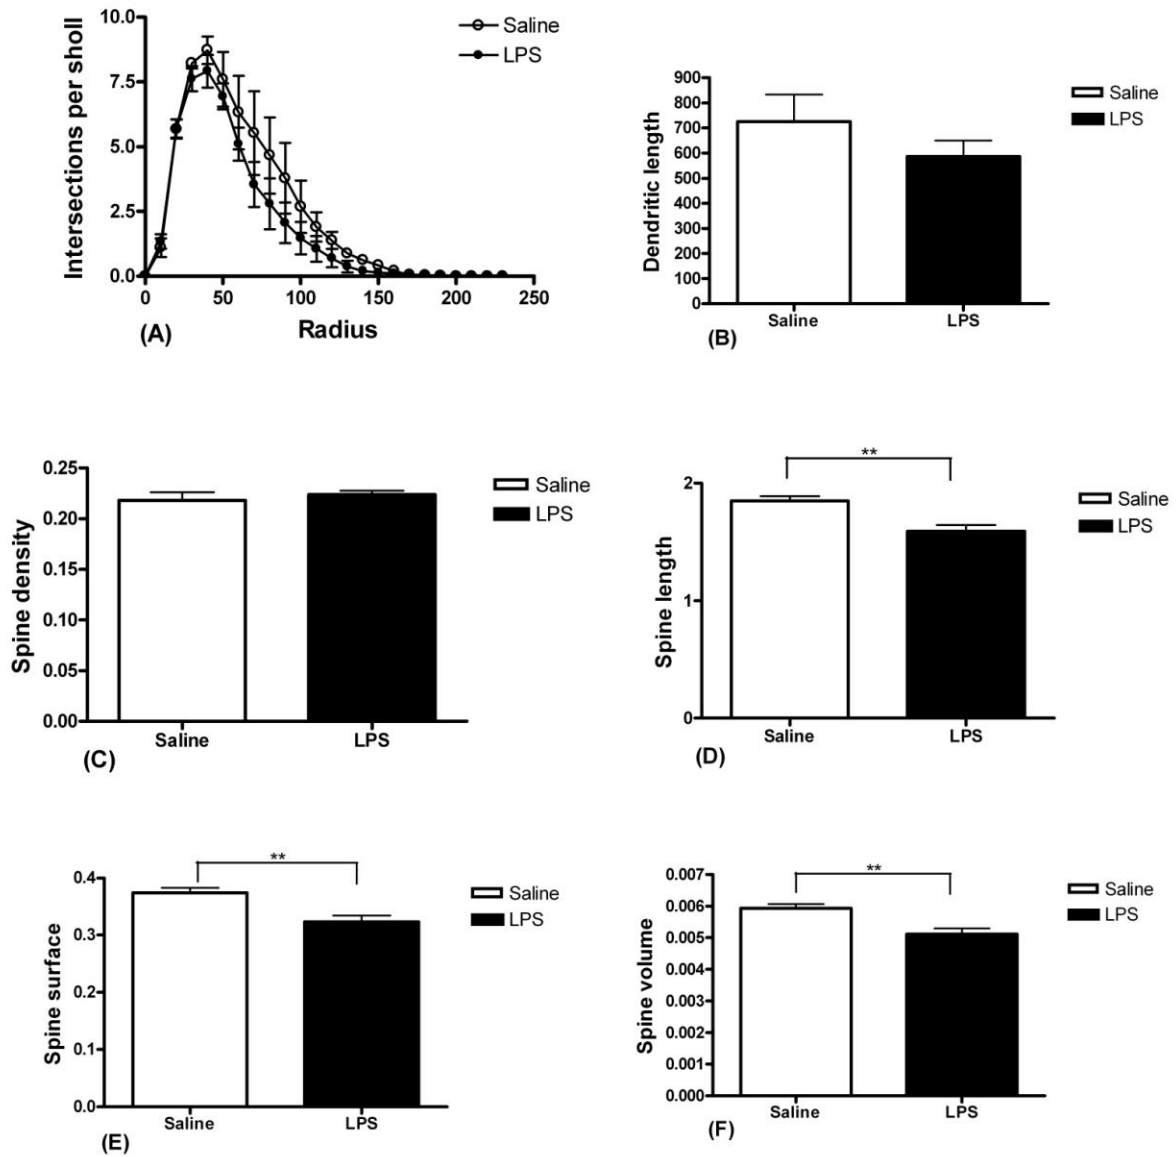 Intersections per sholl
10.0
7.5
5.0
2.5
0.0
0 50 100 150 200 250
Radius
Saline
LPS
(A)
Dendritic length
900
800
700
600
500
400
300
200
100
0
Saline LPS
Saline
LPS
(B)
Spine density
0.25
0.20
0.15
0.10
0.05
0.00
Saline LPS
Saline
LPS
(C)
Spine length
**
2
1
0
Saline LPS
Saline
LPS
(D)
Spine surface
**
0.4
0.3
0.2
0.1
0.0
Saline LPS
Saline
LPS
(E)
Spine volume
**
0.007
0.006
0.005
0.004
0.003
0.002
0.001
0.000
Saline LPS
Saline
LPS
(F)